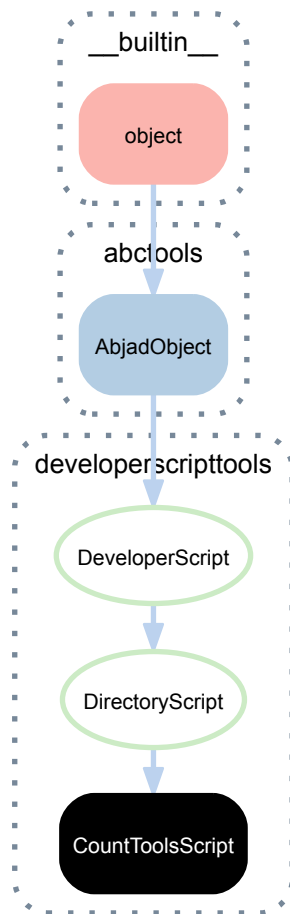 __builtin__
object
abctools
AbjadObject
developerscripttools
DeveloperScript
DirectoryScript
CountToolsScript